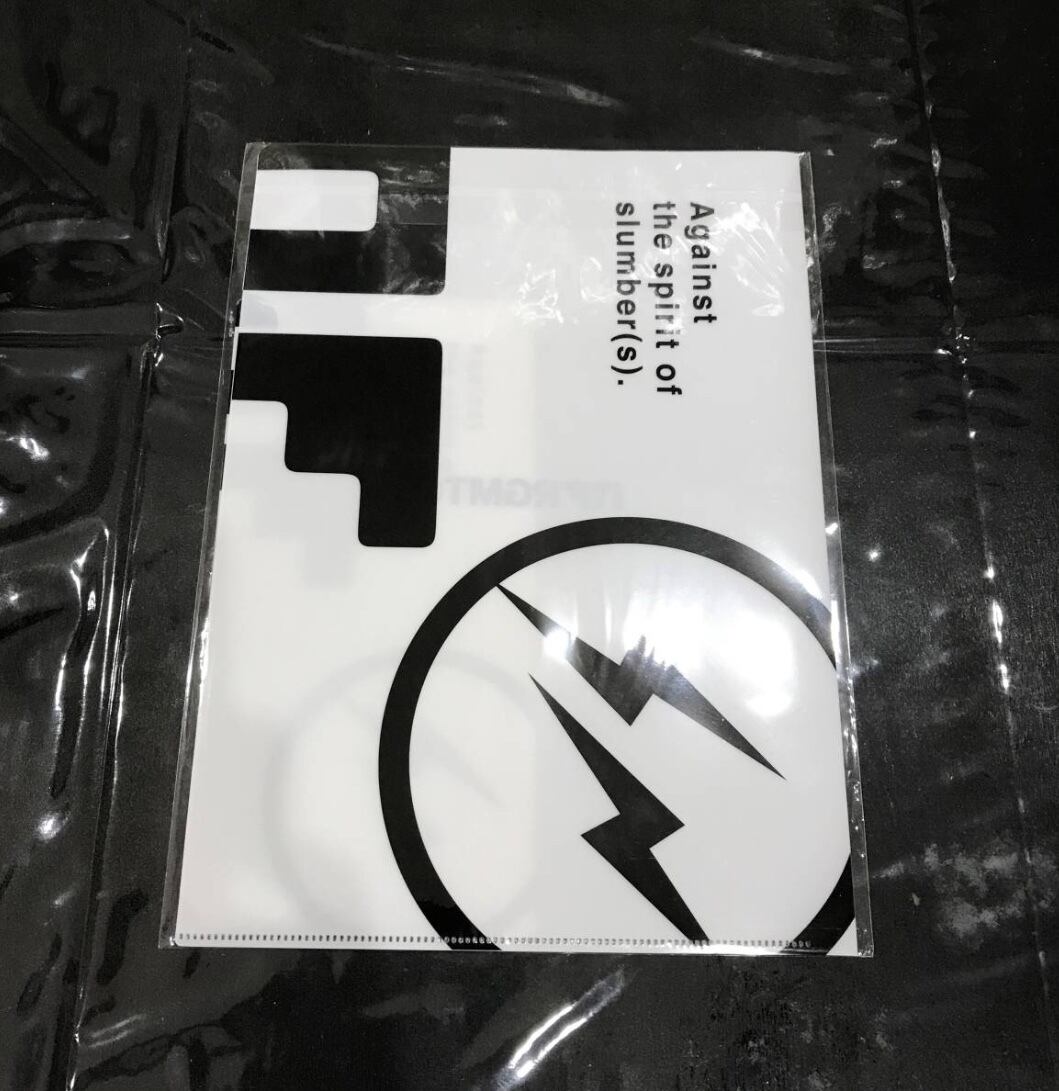 Against
the spirit of
slumber(s).